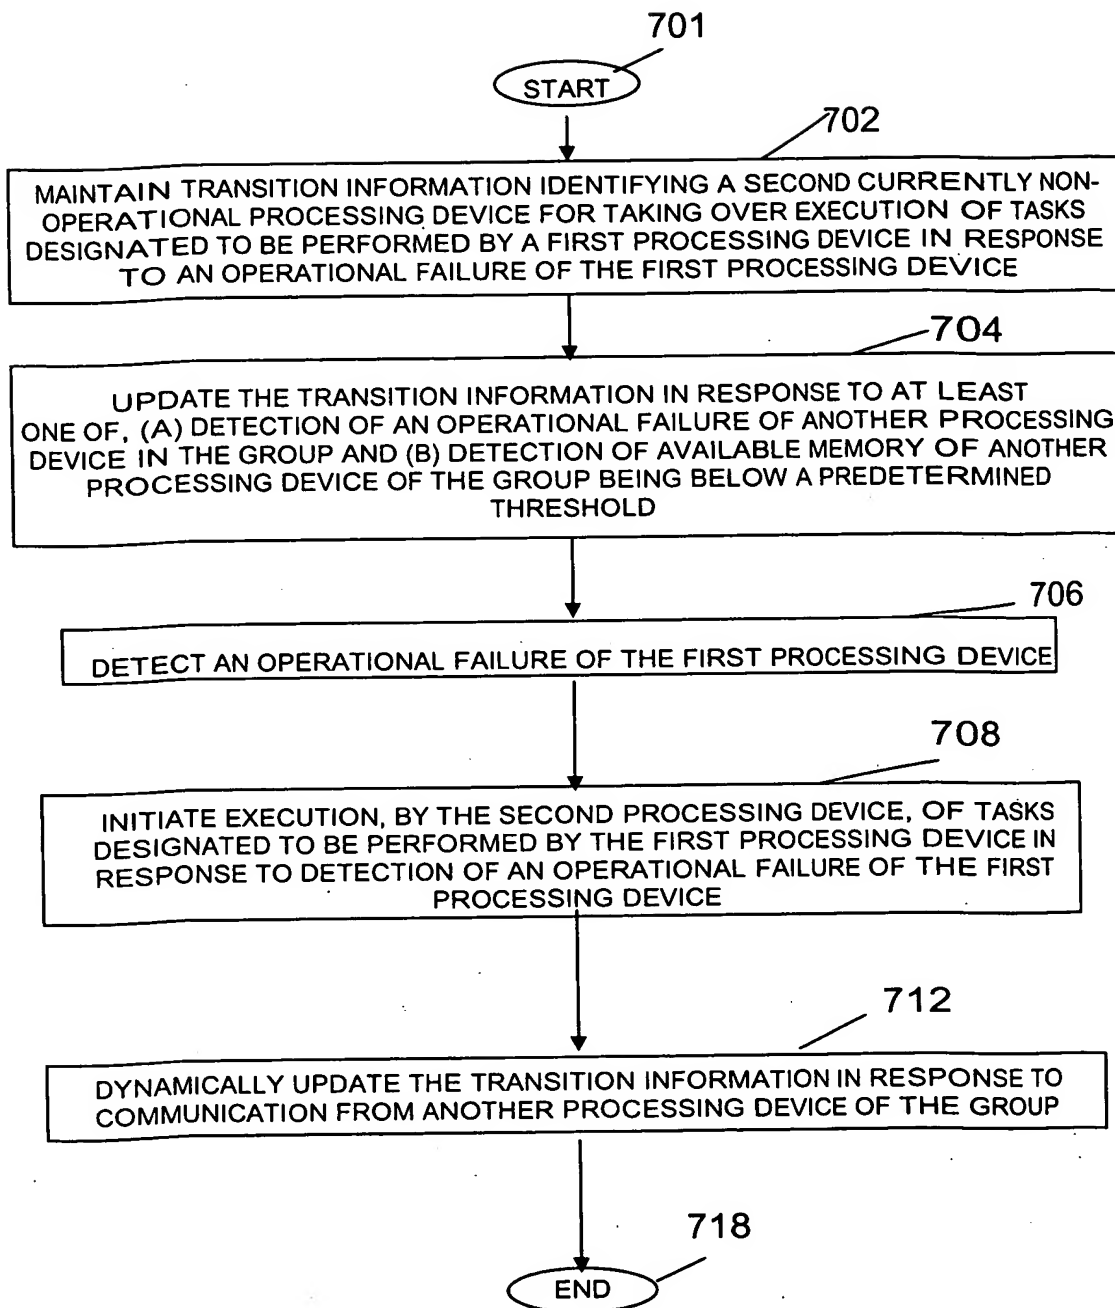 701
START
702
MAINTAIN TRANSITION INFORMATION IDENTIFYING A SECOND CURRENTLY NON-
OPERATIONAL PROCESSING DEVICE FOR TAKING OVER EXECUTION OF TASKS
DESIGNATED TO BE PERFORMED BY A FIRST PROCESSING DEVICE IN RESPONSE
TO AN OPERATIONAL FAILURE OF THE FIRST PROCESSING DEVICE
704
UPDATE THE TRANSITION INFORMATION IN RESPONSE TO AT LEAST
ONE OF, (A) DETECTION OF AN OPERATIONAL FAILURE OF ANOTHER PROCESSING
DEVICE IN THE GROUP AND (B) DETECTION OF AVAILABLE MEMORY OF ANOTHER
PROCESSING DEVICE OF THE GROUP BEING BELOW A PREDETERMINED
THRESHOLD
706
DETECT AN OPERATIONAL FAILURE OF THE FIRST PROCESSING DEVICE
708
INITIATE EXECUTION, BY THE SECOND PROCESSING DEVICE, OF TASKS
DESIGNATED TO BE PERFORMED BY THE FIRST PROCESSING DEVICE IN
RESPONSE TO DETECTION OF AN OPERATIONAL FAILURE OF THE FIRST
PROCESSING DEVICE
712
DYNAMICALLY UPDATE THE TRANSITION INFORMATION IN RESPONSE TO
COMMUNICATION FROM ANOTHER PROCESSING DEVICE OF THE GROUP
718
END